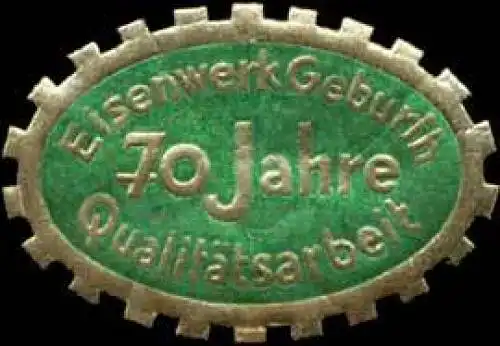 Eisenwerk Geburth
70 Jahre
Qualitätsarbeit